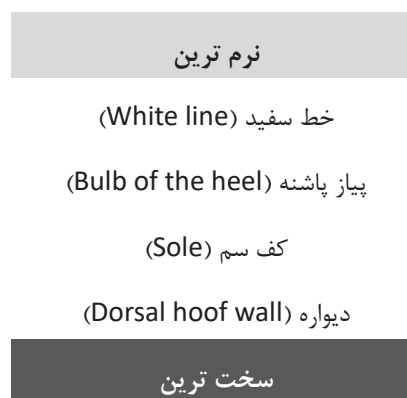 نرم ترین
خط سفید (White line)
پیاز پاشنه (Bulb of the heel)
کف سم (Sole)
دیواره (Dorsal hoof wall)
سخت ترین